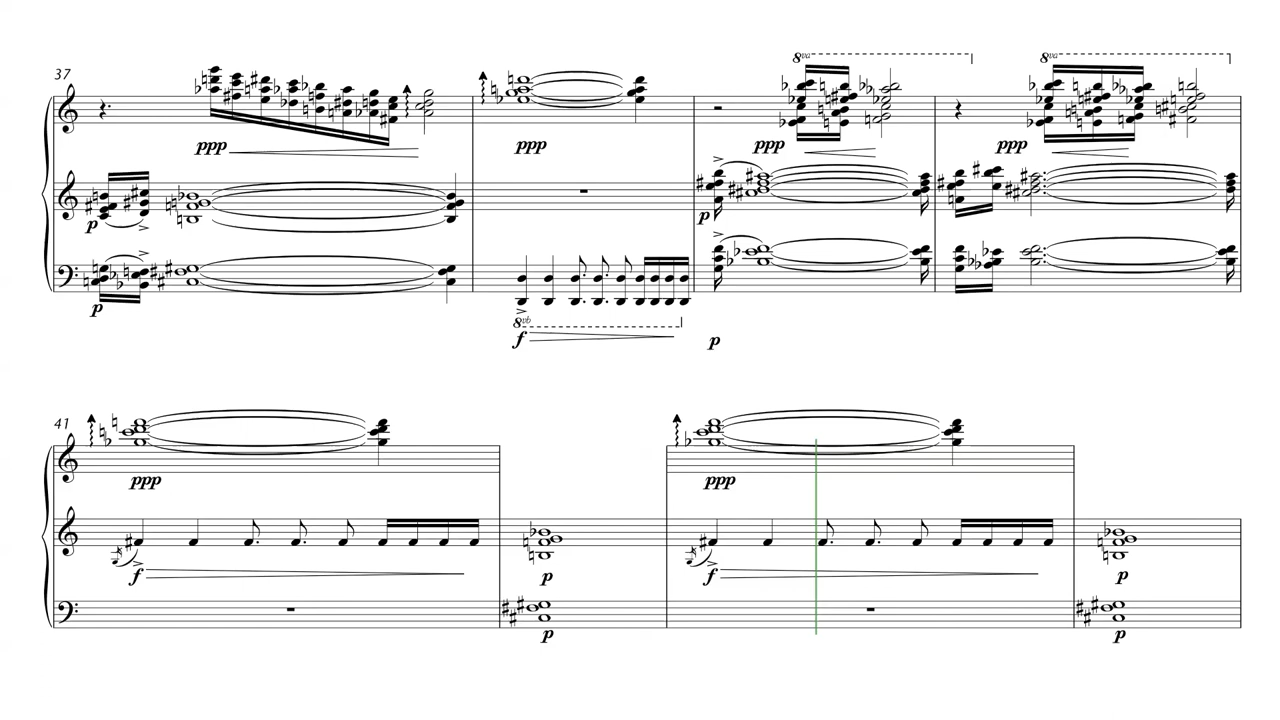 8va 8va
37
ppp ppp ppp ppp
p p
p 8vb
f p
41
ppp ppp
f p f p
p p